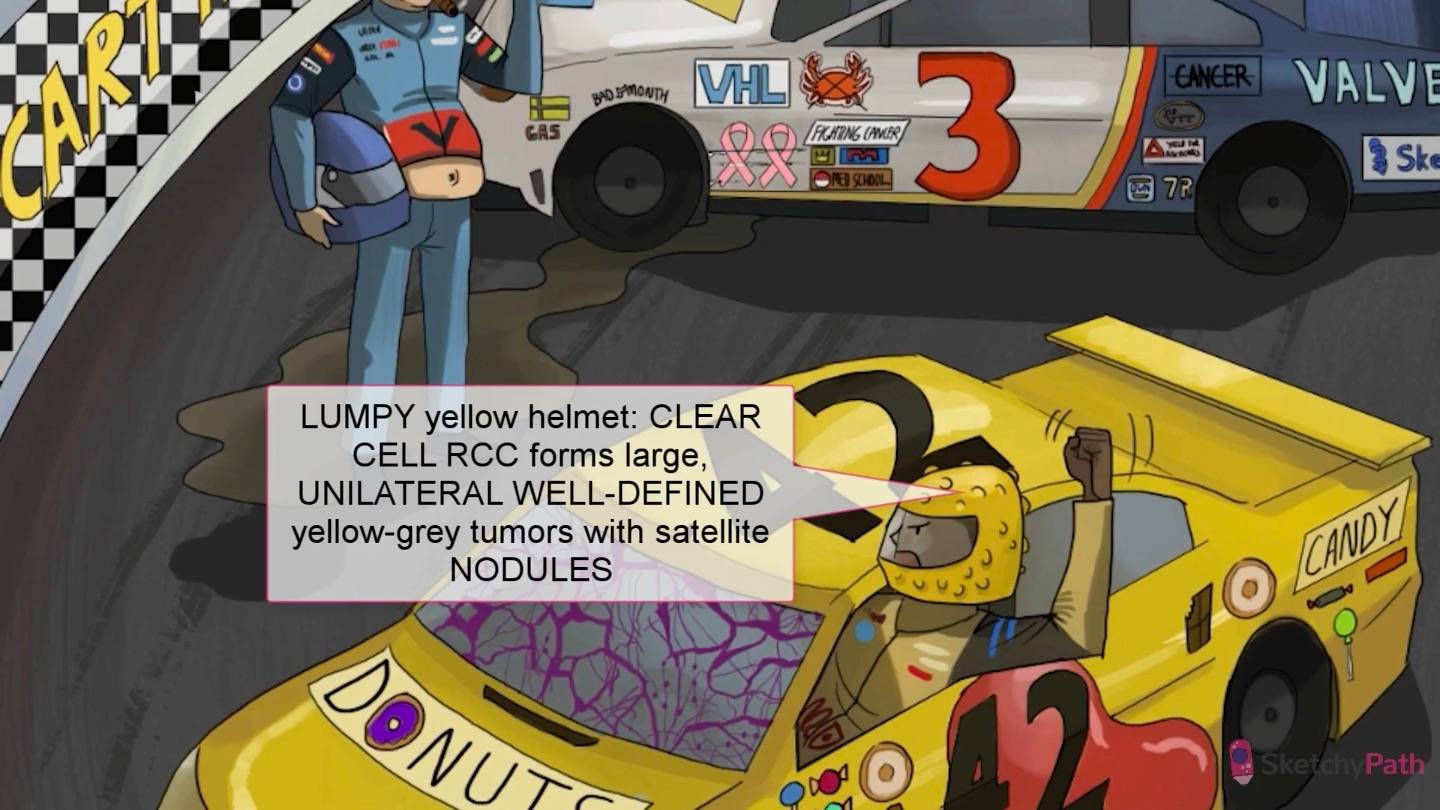 CART
V
GAS
BAD 2 MONTH
VHL
FIGHTING CANCER
MED SCHOOL
3
CANCER
VALVE
Ske
7R
LUMPY yellow helmet: CLEAR
CELL RCC forms large,
UNILATERAL WELL-DEFINED
yellow-grey tumors with satellite
NODULES
42
CANDY
DONUTS
42
SketchyPath